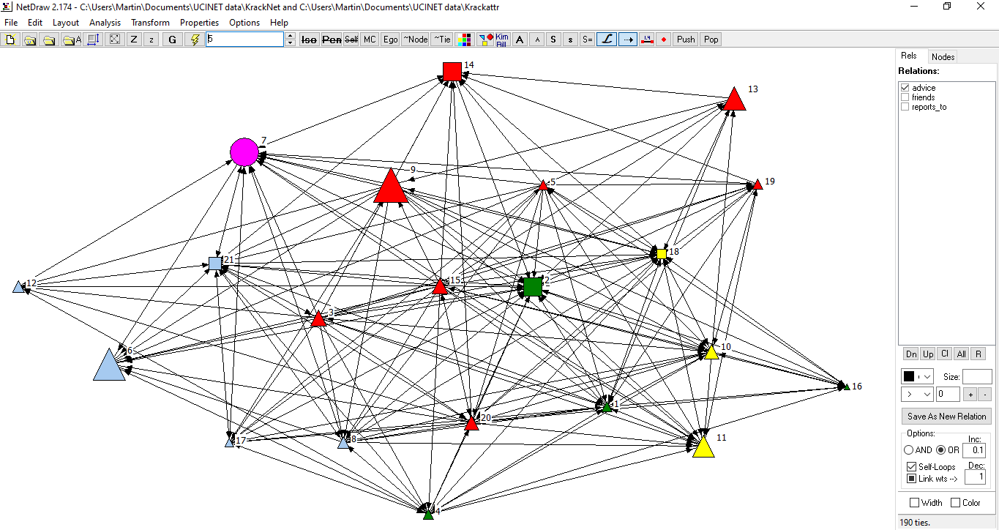 NetDraw 2.174 - C:\Users\Martin\Documents\UCINET data\KrackNet and C:\Users\Martin\Documents\UCINET data\Krackattr
File Edit Layout Analysis Transform Properties Options Help
A Z z G 5 Iso Pen Self MC Ego ~Node ~Tie Kim Rill A A S s S= 1.4 Push Pop
Rels Nodes
Relations:
advice
friends
reports_to
14
13
7
9
5
19
18
21
12
15
2
3
6
10
16
1
20
17
8
11
4
Dn Up Cl All R
Size:
> 0 + -
Save As New Relation
Options:
AND OR
Inc:
0.1
Self-Loops
Dec:
Link wts -->
1
Width Color
190 ties.